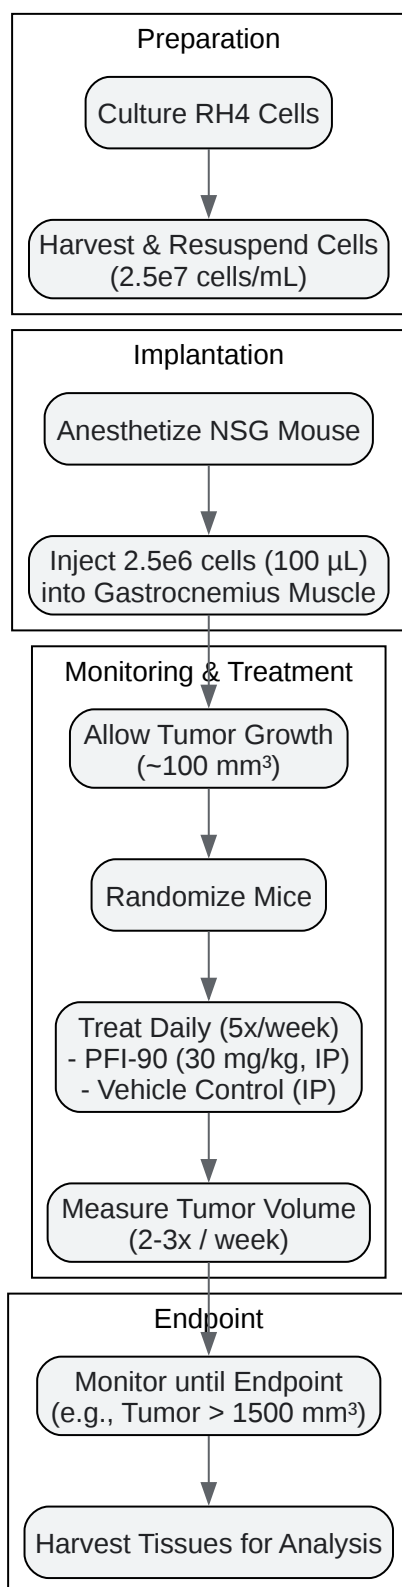 Preparation
Culture RH4 Cells
Harvest & Resuspend Cells
(2.5e7 cells/mL)
Implantation
Anesthetize NSG Mouse
Inject 2.5e6 cells (100 µL)
into Gastrocnemius Muscle
Monitoring & Treatment
Allow Tumor Growth
(~100 mm³)
Randomize Mice
Treat Daily (5x/week)
- PFI-90 (30 mg/kg, IP)
- Vehicle Control (IP)
Measure Tumor Volume
(2-3x / week)
Endpoint
Monitor until Endpoint
(e.g., Tumor > 1500 mm³)
Harvest Tissues for Analysis